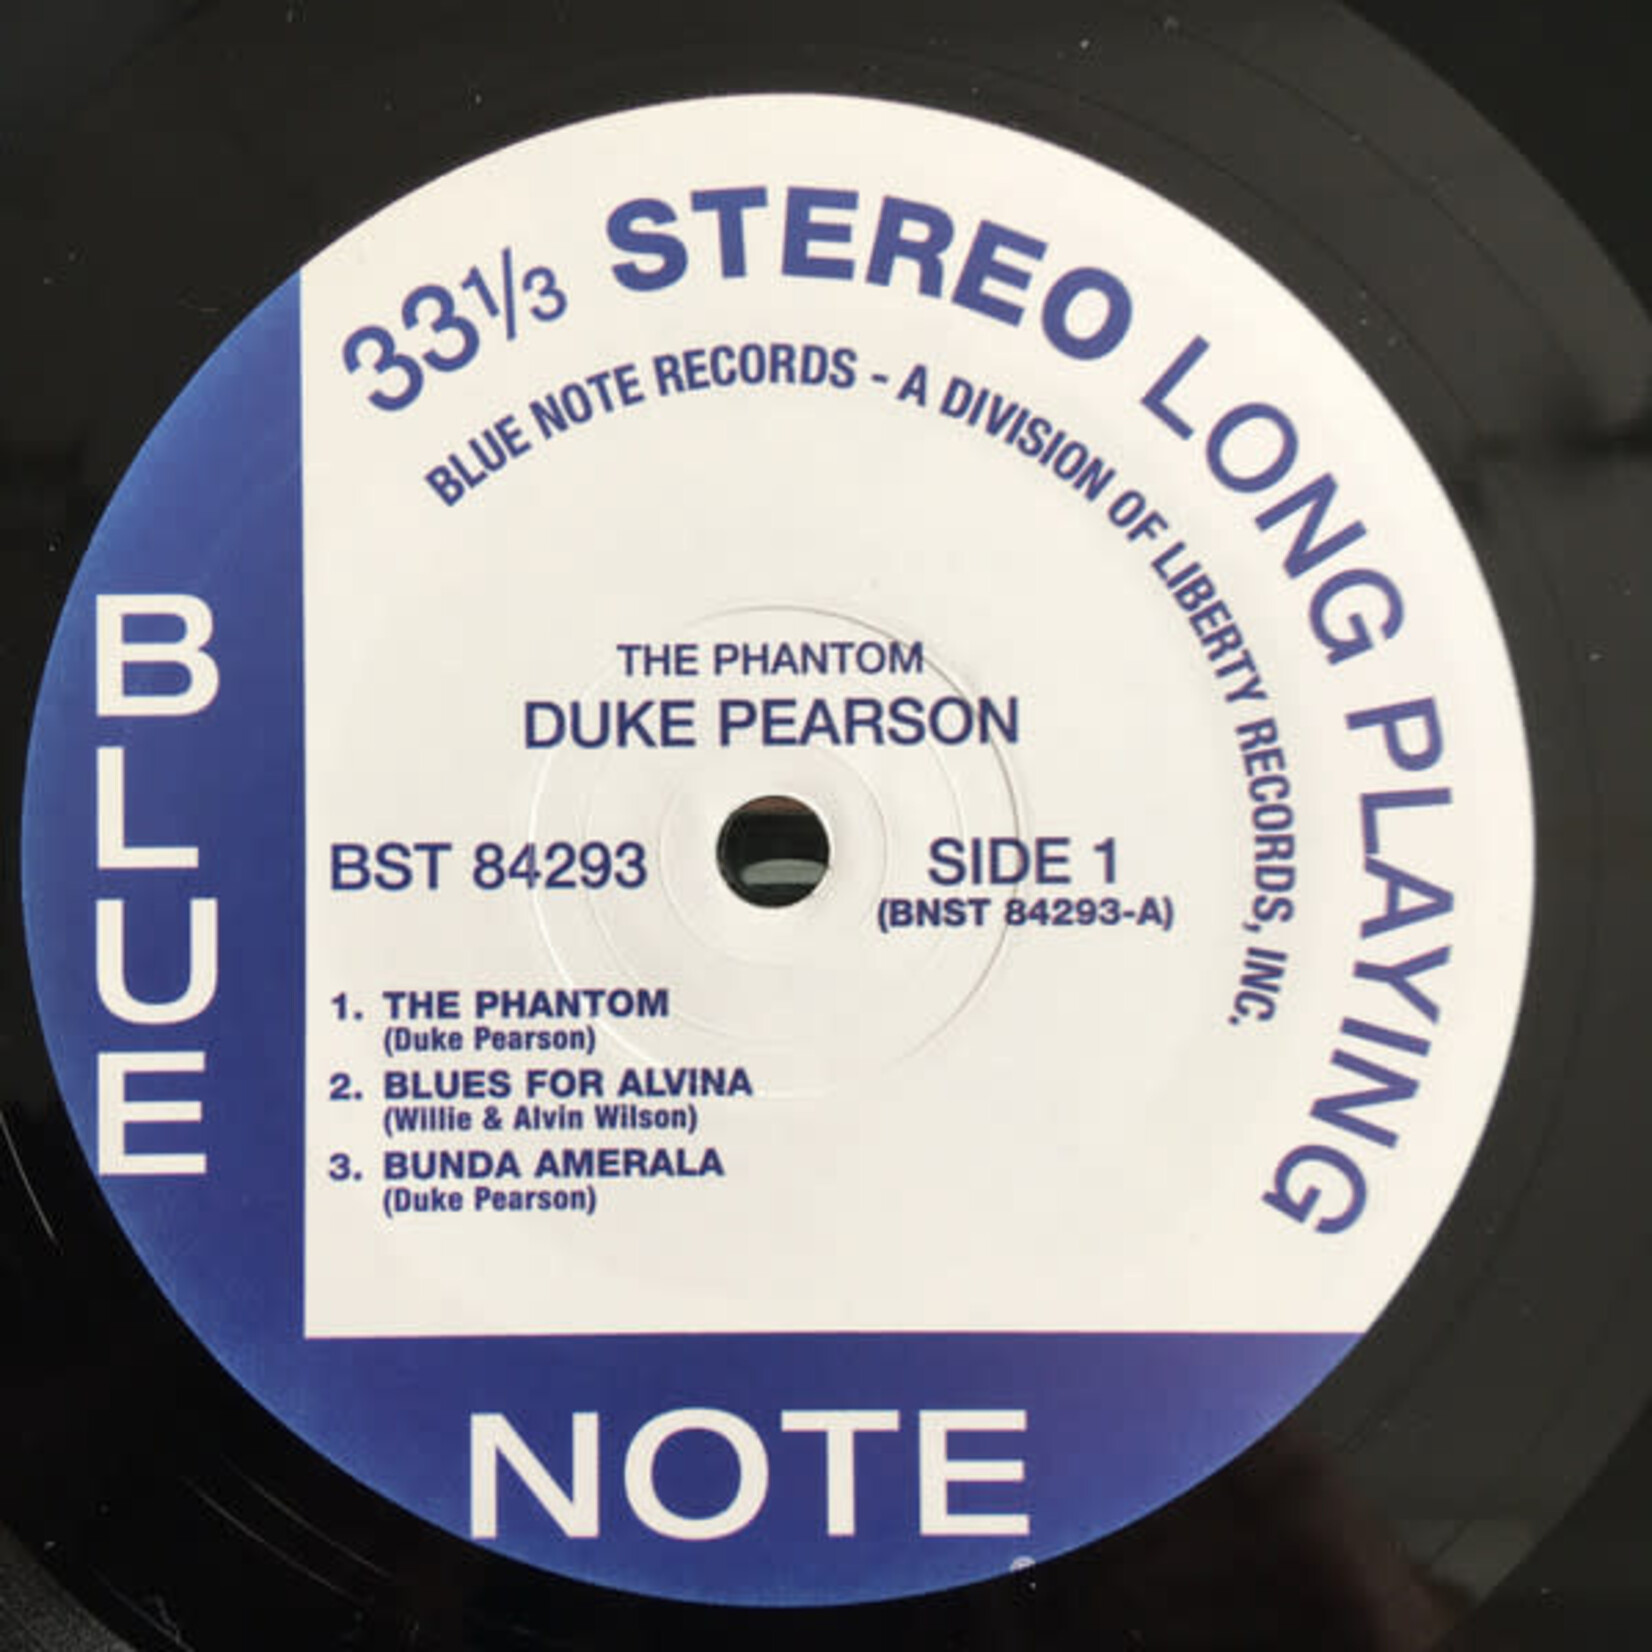 33⅓ STEREO LONG PLAYING
BLUE NOTE RECORDS - A DIVISION OF LIBERTY RECORDS, INC.
THE PHANTOM
DUKE PEARSON
BST 84293
SIDE 1
(BNST 84293-A)
1. THE PHANTOM
(Duke Pearson)
2. BLUES FOR ALVINA
(Willie & Alvin Wilson)
3. BUNDA AMERALA
(Duke Pearson)
BLUE
NOTE
®